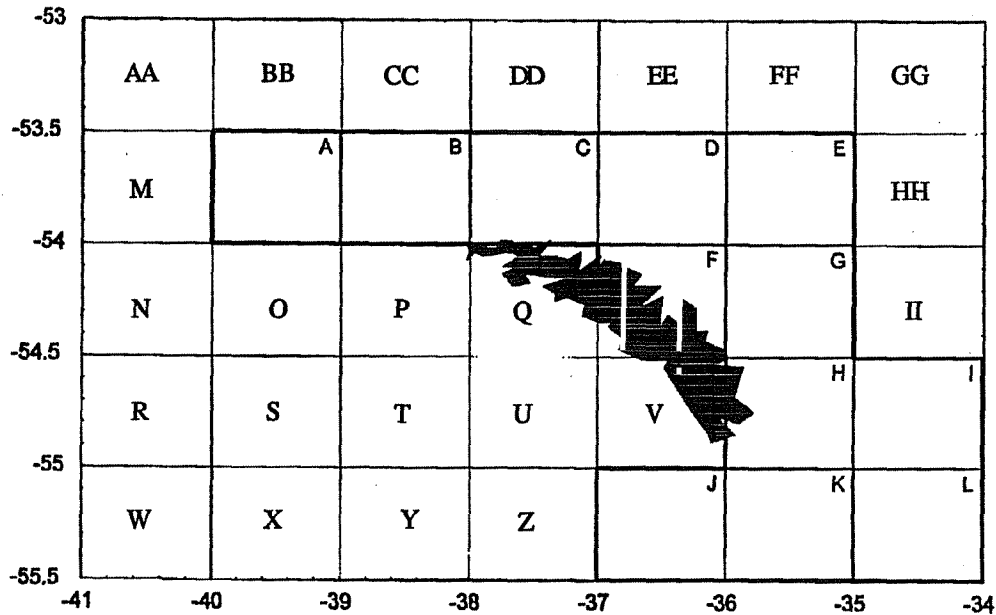 -53
AA BB CC DD EE FF GG
-53.5
A B C D E
M HH
-54
F G
N O P Q II
-54.5
H I
R S T U V
-55
J K L
W X Y Z
-55.5
-41 -40 -39 -38 -37 -36 -35 -34